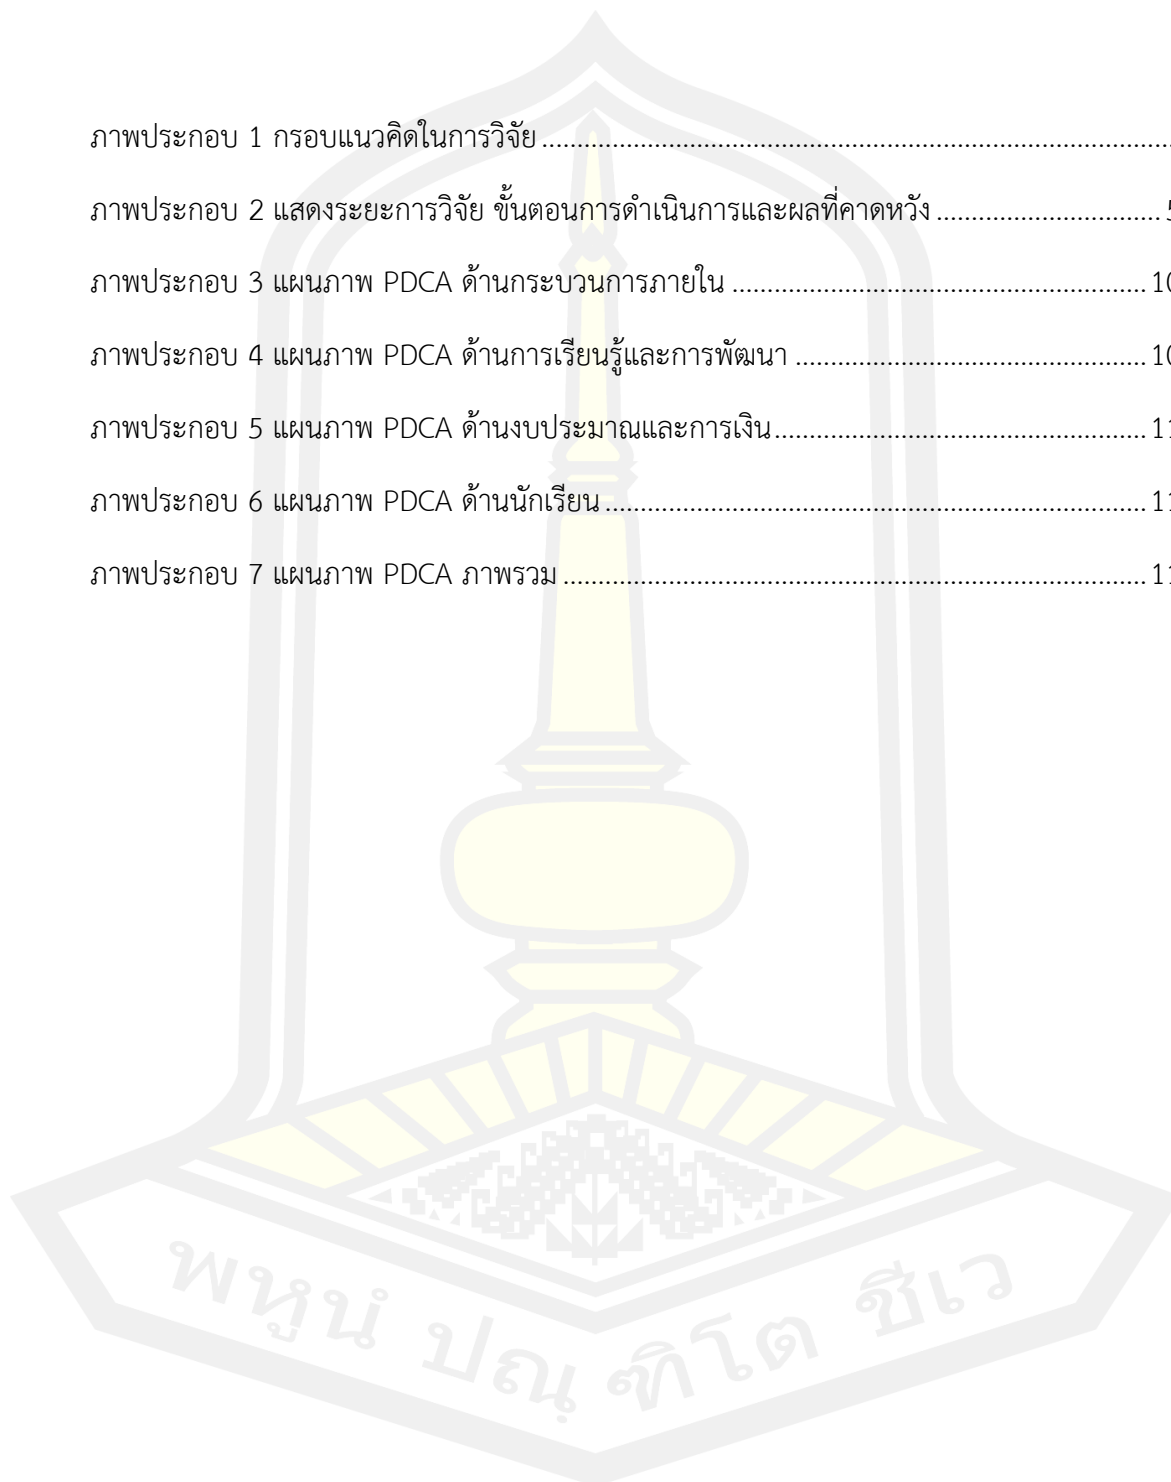 ภาพประกอบ 1 กรอบแนวคิดในการวิจัย ........................................................................................
ภาพประกอบ 2 แสดงระยะการวิจัย ขั้นตอนการดำเนินการและผลที่คาดหวัง ................................ 5
ภาพประกอบ 3 แผนภาพ PDCA ด้านกระบวนการภายใน .......................................................... 10
ภาพประกอบ 4 แผนภาพ PDCA ด้านการเรียนรู้และการพัฒนา ................................................. 10
ภาพประกอบ 5 แผนภาพ PDCA ด้านงบประมาณและการเงิน .................................................... 11
ภาพประกอบ 6 แผนภาพ PDCA ด้านนักเรียน ............................................................................ 11
ภาพประกอบ 7 แผนภาพ PDCA ภาพรวม .................................................................................. 11
พหูนํ ปณฺ ฑิโต ชีเว